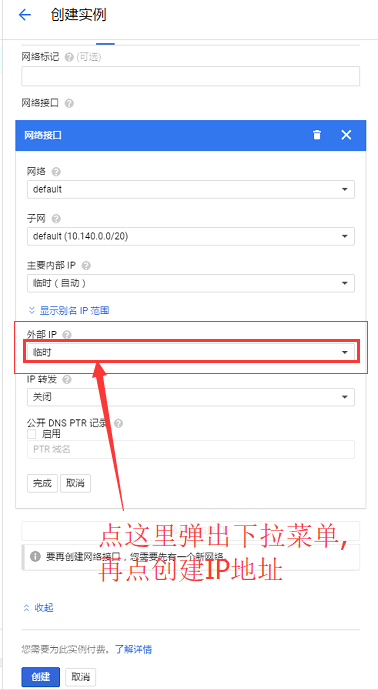 创建实例
网络标记 (可选)
网络接口
网络接口
网络
default
子网
default (10.140.0.0/20)
主要内部 IP
临时（自动）
显示别名 IP 范围
外部 IP
临时
IP 转发
关闭
公开 DNS PTR 记录
启用
PTR 域名
完成 取消
点这里弹出下拉菜单,
要再创建网络接口，您需要先有一个新网络
再点创建IP地址
收起
您需要为此实例付费。了解详情
创建 取消